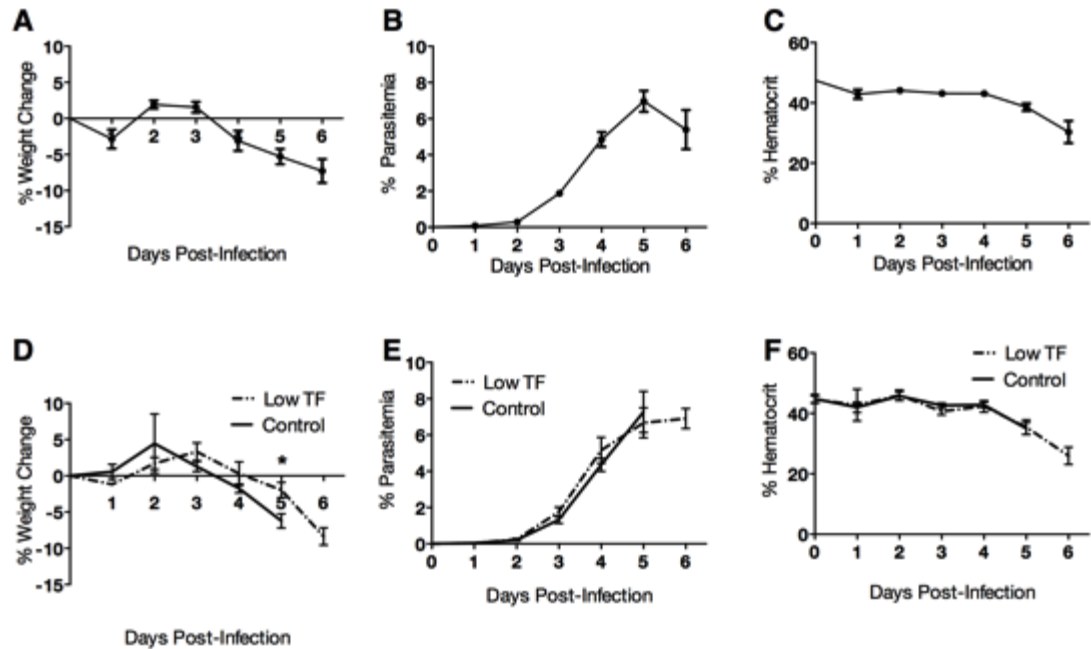 A
% Weight Change
10
5
0
-5
-10
-15
2
3
5
6
Days Post-Infection
B
% Parasitemia
10
8
6
4
2
0
0 1 2 3 4 5 6
Days Post-Infection
C
% Hematocrit
60
40
20
0
0 1 2 3 4 5 6
Days Post-Infection
D
Low TF
Control
% Weight Change
10
5
0
-5
-10
-15
*
1 2 3 4 5 6
Days Post-Infection
E
Low TF
Control
% Parasitemia
10
8
6
4
2
0
0 1 2 3 4 5 6
Days Post-Infection
F
Low TF
Control
% Hematocrit
60
40
20
0
0 1 2 3 4 5 6
Days Post-Infection